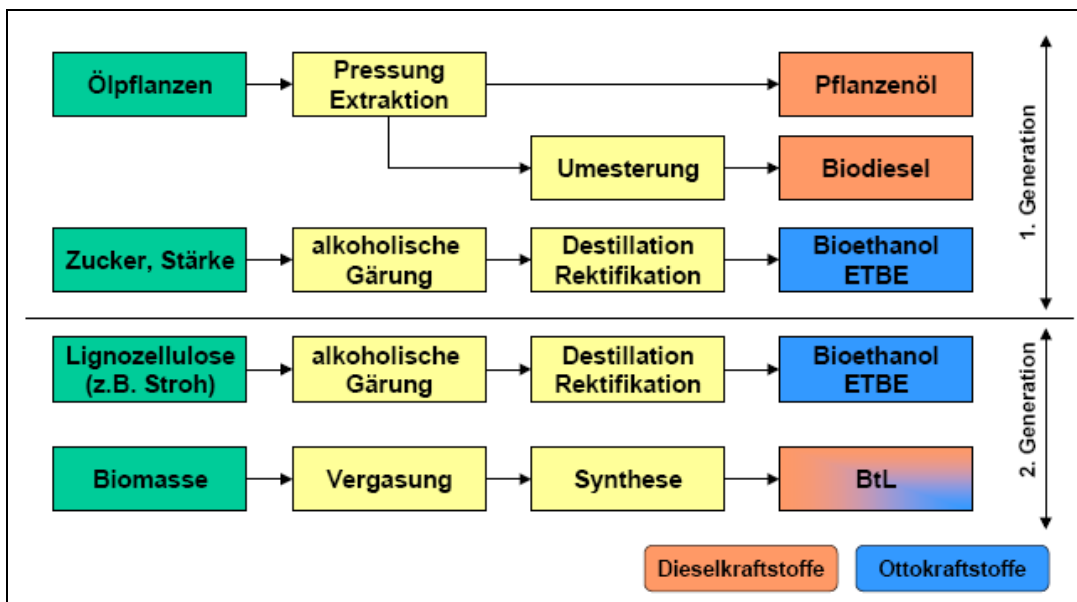 Ölpflanzen
Pressung
Extraktion
Pflanzenöl
Umesterung
Biodiesel
Zucker, Stärke
alkoholische
Gärung
Destillation
Rektifikation
Bioethanol
ETBE
1. Generation
Lignozellulose
(z.B. Stroh)
alkoholische
Gärung
Destillation
Rektifikation
Bioethanol
ETBE
Biomasse
Vergasung
Synthese
BtL
2. Generation
Dieselkraftstoffe
Ottokraftstoffe